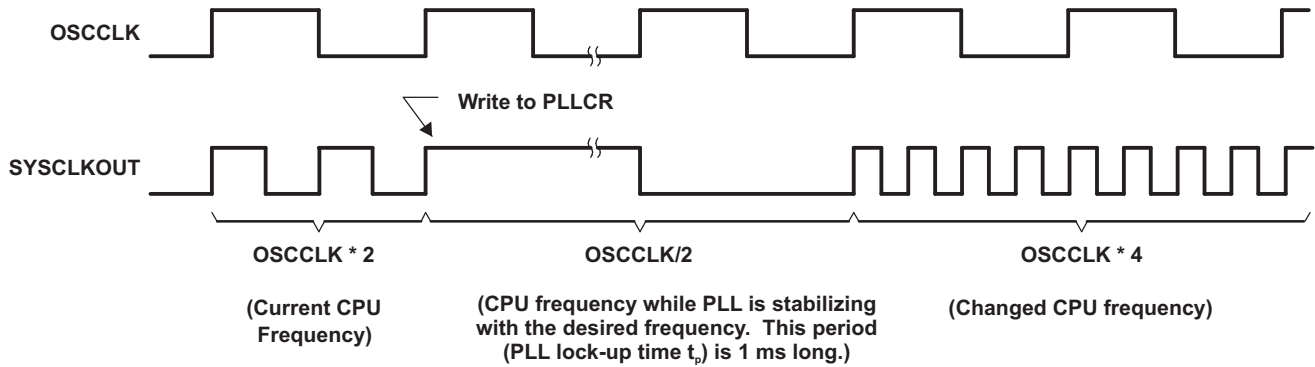 OSCCLK
Write to PLLCR
SYSCLKOUT
OSCCLK * 2
(Current CPU
Frequency)
OSCCLK/2
(CPU frequency while PLL is stabilizing
with the desired frequency. This period
(PLL lock-up time tp) is 1 ms long.)
OSCCLK * 4
(Changed CPU frequency)